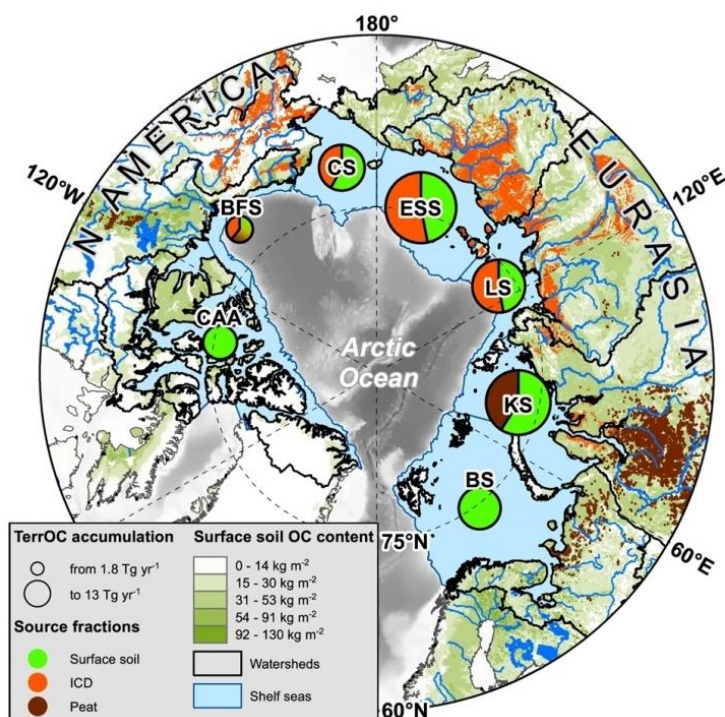 180°
N AMERICA
EURASIA
120°W
120°E
CS
BFS
ESS
LS
CAA
Arctic
Ocean
KS
BS
75°N
60°E
60°N
TerrOC accumulation
from 1.8 Tg yr⁻¹
to 13 Tg yr⁻¹
Source fractions
Surface soil
ICD
Peat
Surface soil OC content
0 - 14 kg m⁻²
15 - 30 kg m⁻²
31 - 53 kg m⁻²
54 - 91 kg m⁻²
92 - 130 kg m⁻²
Watersheds
Shelf seas